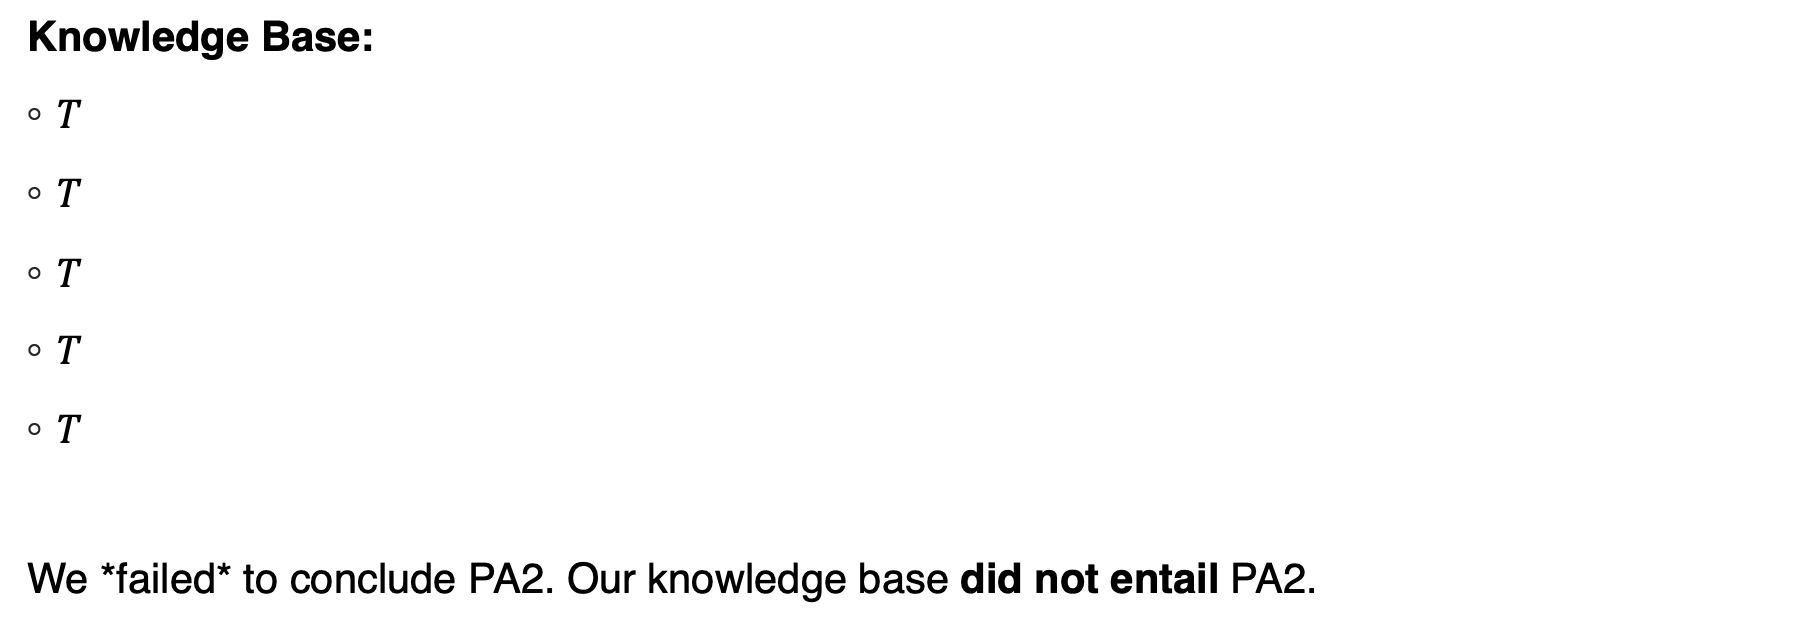 Knowledge Base:
∘ T
∘ T
∘ T
∘ T
∘ T
We *failed* to conclude PA2. Our knowledge base did not entail PA2.